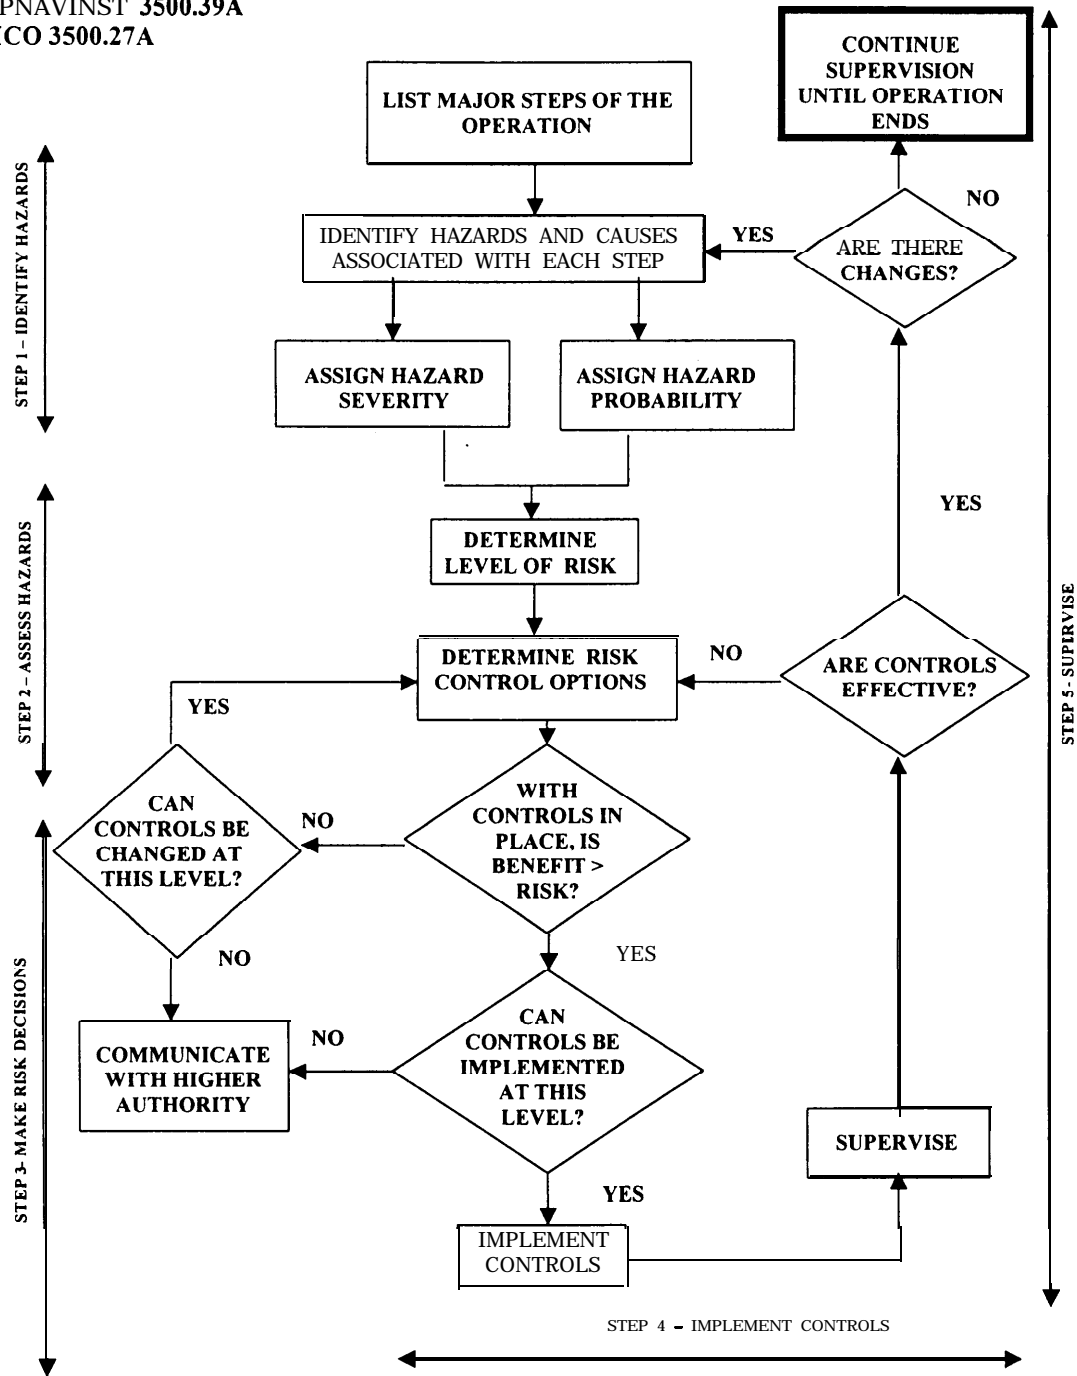 PNAVINST 3500.39A
CO 3500.27A
CONTINUE
SUPERVISION
UNTIL OPERATION
ENDS
LIST MAJOR STEPS OF THE
OPERATION
NO
IDENTIFY HAZARDS AND CAUSES
ASSOCIATED WITH EACH STEP
YES
ARE THERE
CHANGES?
STEP 1 – IDENTIFY HAZARDS
ASSIGN HAZARD
SEVERITY
ASSIGN HAZARD
PROBABILITY
YES
DETERMINE
LEVEL OF RISK
STEP 2 – ASSESS HAZARDS
DETERMINE RISK
CONTROL OPTIONS
NO
ARE CONTROLS
EFFECTIVE?
STEP 5 - SUPERVISE
YES
CAN
CONTROLS BE
CHANGED AT
THIS LEVEL?
NO
WITH
CONTROLS IN
PLACE, IS
BENEFIT >
RISK?
NO
YES
STEP 3- MAKE RISK DECISIONS
COMMUNICATE
WITH HIGHER
AUTHORITY
NO
CAN
CONTROLS BE
IMPLEMENTED
AT THIS
LEVEL?
SUPERVISE
YES
IMPLEMENT
CONTROLS
STEP 4 – IMPLEMENT CONTROLS